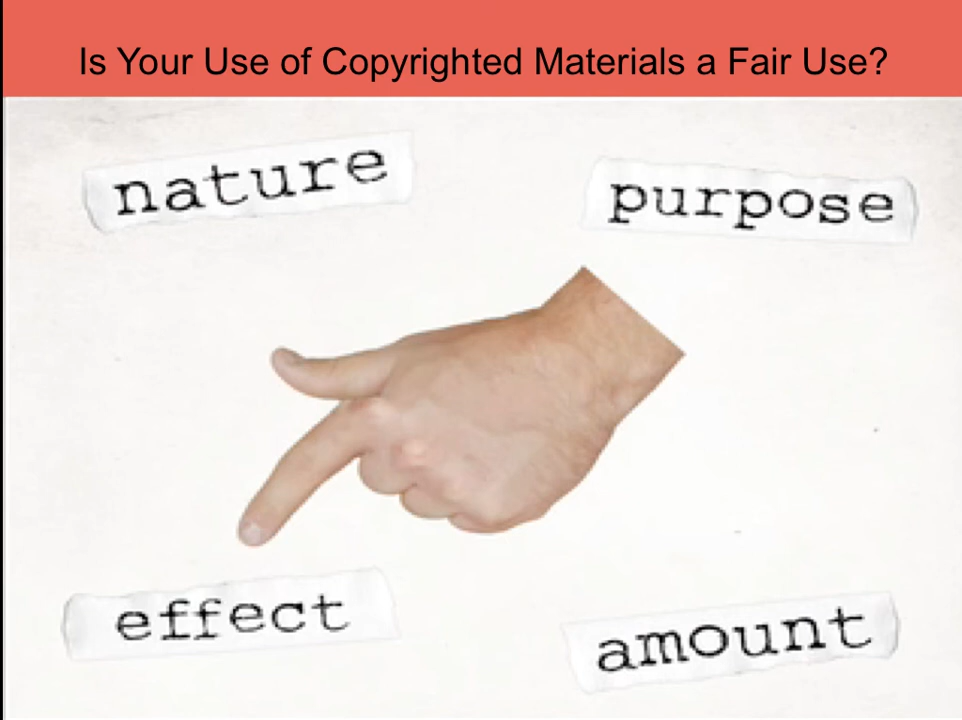 Is Your Use of Copyrighted Materials a Fair Use?
nature
purpose
effect
amount